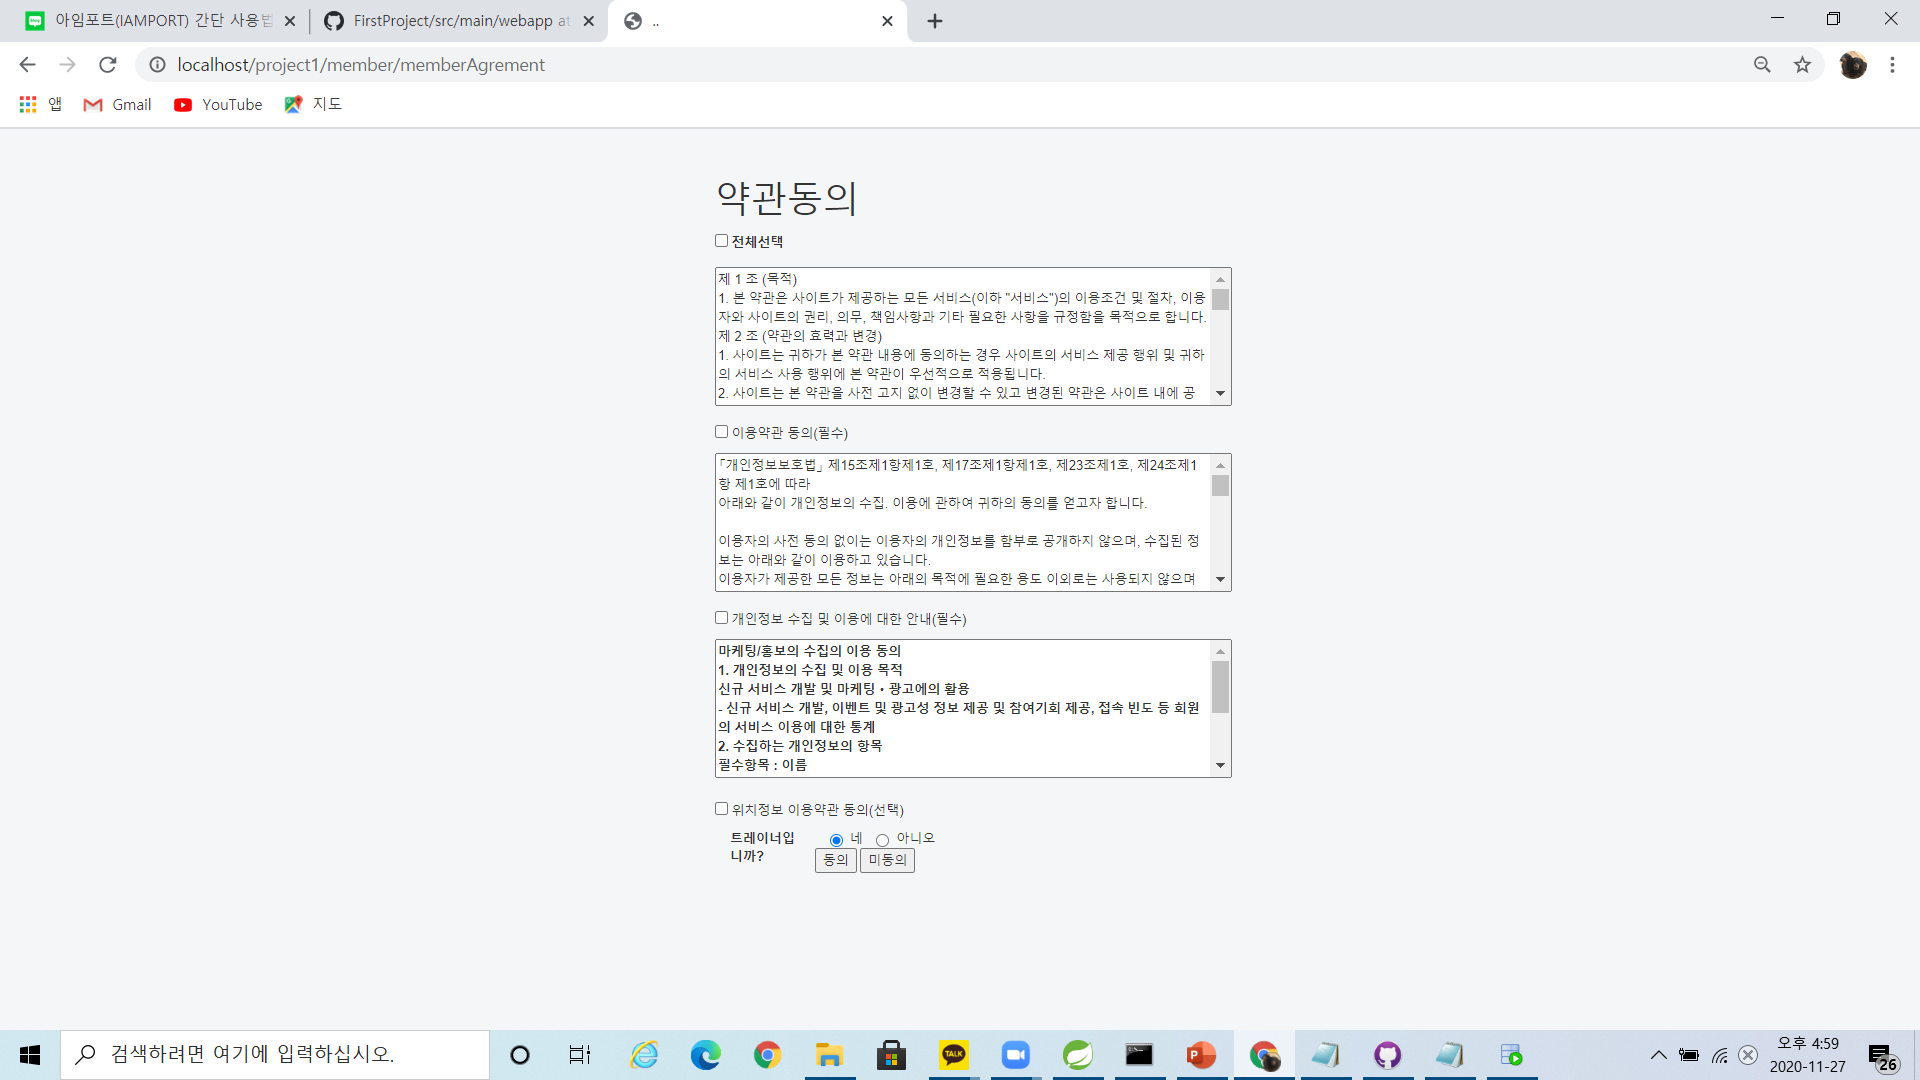 아임포트(IAMPORT) 간단 사용법
FirstProject/src/main/webapp at
..
localhost/project1/member/memberAgrement
앱
Gmail
YouTube
지도
약관동의
전체선택
제 1 조 (목적)
1. 본 약관은 사이트가 제공하는 모든 서비스(이하 "서비스")의 이용조건 및 절차, 이용
자와 사이트의 권리, 의무, 책임사항과 기타 필요한 사항을 규정함을 목적으로 합니다.
제 2 조 (약관의 효력과 변경)
1. 사이트는 귀하가 본 약관 내용에 동의하는 경우 사이트의 서비스 제공 행위 및 귀하
의 서비스 사용 행위에 본 약관이 우선적으로 적용됩니다.
2. 사이트는 본 약관을 사전 고지 없이 변경할 수 있고 변경된 약관은 사이트 내에 공
이용약관 동의(필수)
「개인정보보호법」 제15조제1항제1호, 제17조제1항제1호, 제23조제1호, 제24조제1
항 제1호에 따라
아래와 같이 개인정보의 수집. 이용에 관하여 귀하의 동의를 얻고자 합니다.
이용자의 사전 동의 없이는 이용자의 개인정보를 함부로 공개하지 않으며, 수집된 정
보는 아래와 같이 이용하고 있습니다.
이용자가 제공한 모든 정보는 아래의 목적에 필요한 용도 이외로는 사용되지 않으며
개인정보 수집 및 이용에 대한 안내(필수)
마케팅/홍보의 수집의 이용 동의
1. 개인정보의 수집 및 이용 목적
신규 서비스 개발 및 마케팅・광고에의 활용
- 신규 서비스 개발, 이벤트 및 광고성 정보 제공 및 참여기회 제공, 접속 빈도 등 회원
의 서비스 이용에 대한 통계
2. 수집하는 개인정보의 항목
필수항목 : 이름
위치정보 이용약관 동의(선택)
트레이너입 네 아니오
니까?
동의 미동의
검색하려면 여기에 입력하십시오.
TALK
오후 4:59
2020-11-27
26